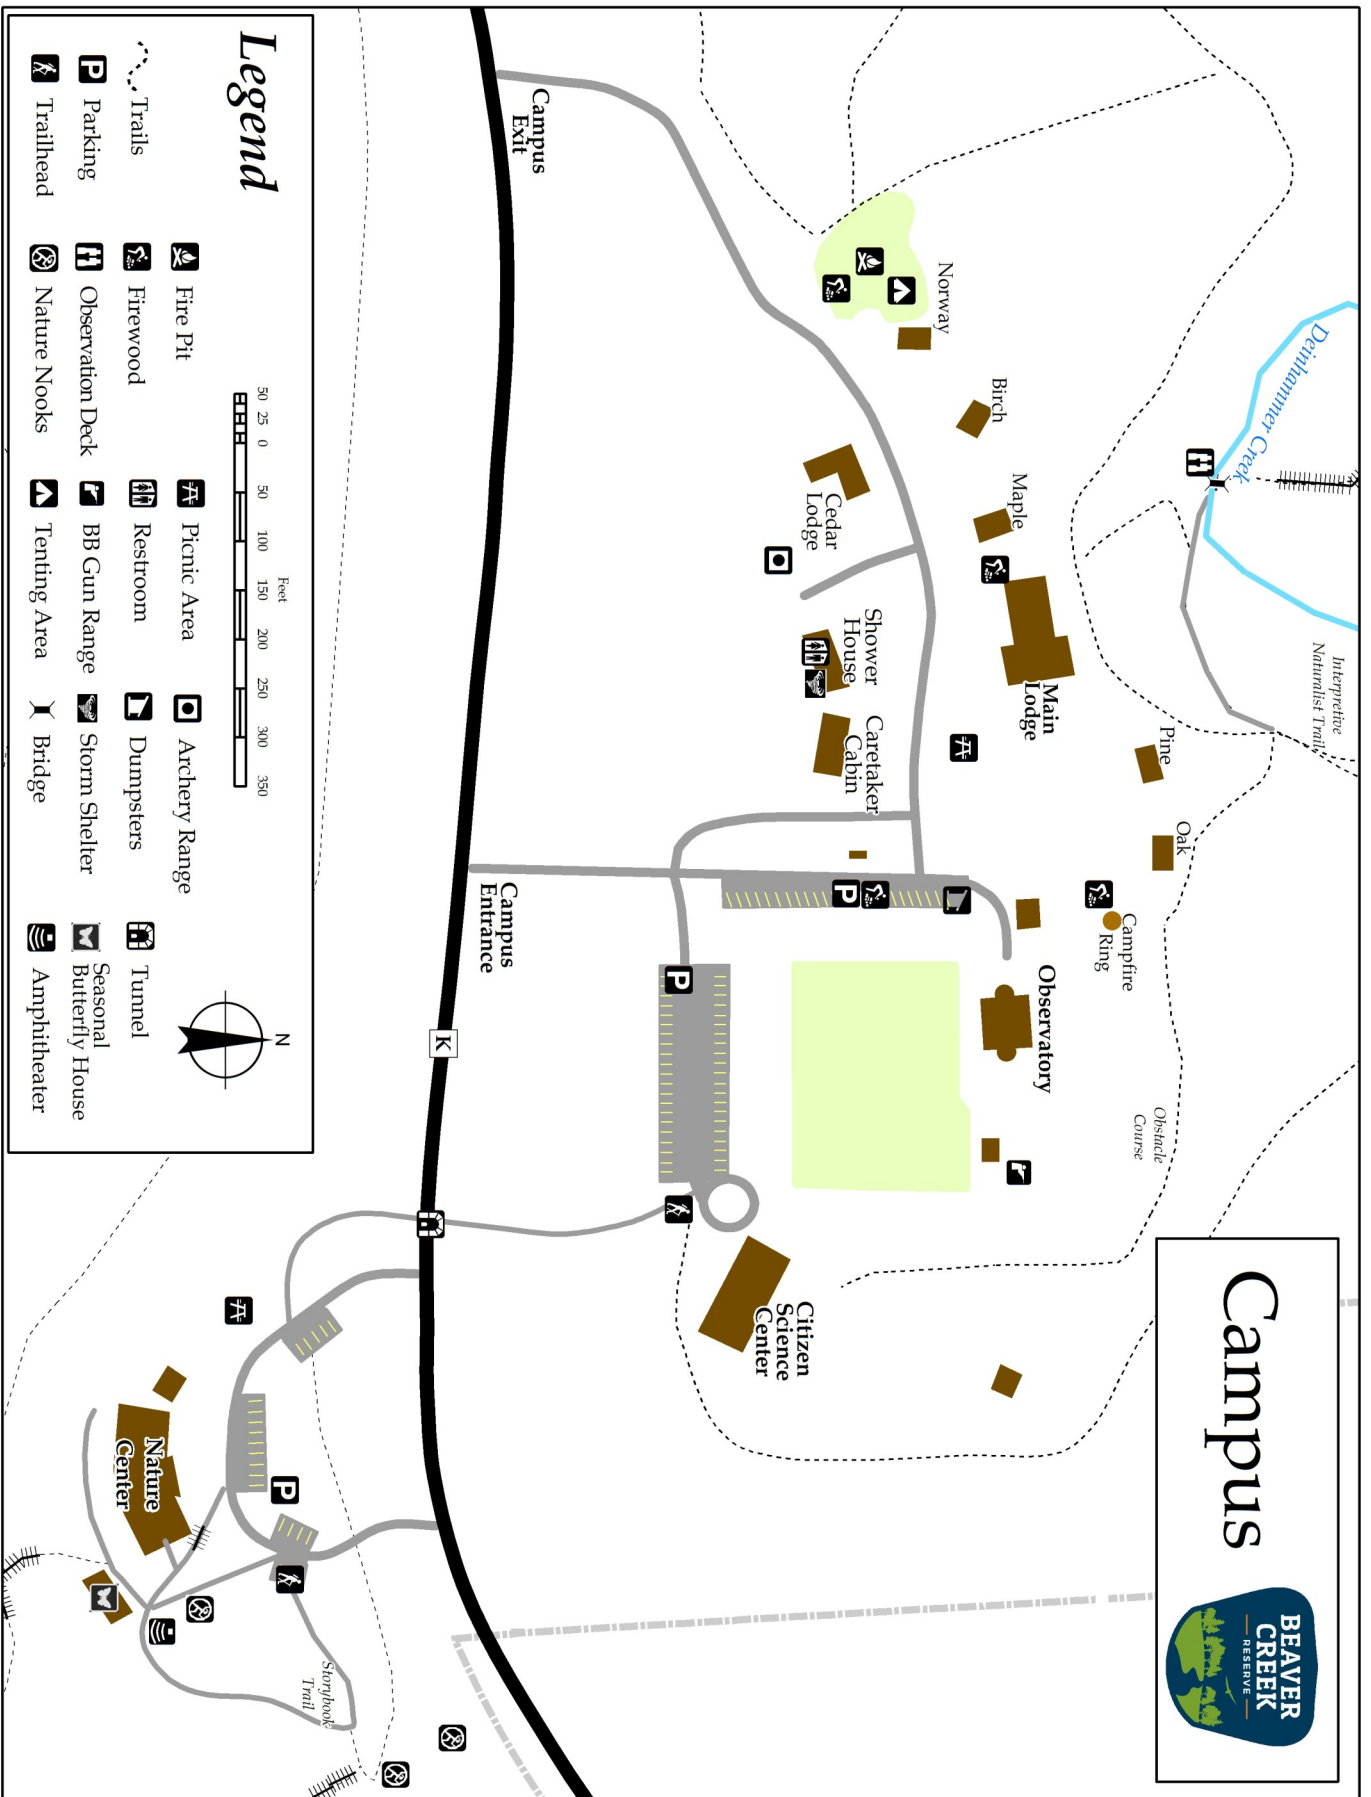 Campus
BEAVER
CREEK
RESERVE
Deinhammer Creek
Interpretive
Naturalist Trail
Norway
Birch
Maple
Main
Lodge
Pine
Oak
Campfire
Ring
Observatory
Obstacle
Course
Cedar
Lodge
Shower
House
Caretaker
Cabin
P
P
Citizen
Science
Center
Campus
Exit
Campus
Entrance
K
P
Nature
Center
Storybook
Trail
Legend
50 25 0 50 100 150 200 250 300 350
Feet
N
Trails
P Parking
Trailhead
Fire Pit
Firewood
Observation Deck
Nature Nooks
Picnic Area
Restroom
BB Gun Range
Tenting Area
Archery Range
Dumpsters
Storm Shelter
Bridge
Tunnel
Seasonal
Butterfly House
Amphitheater